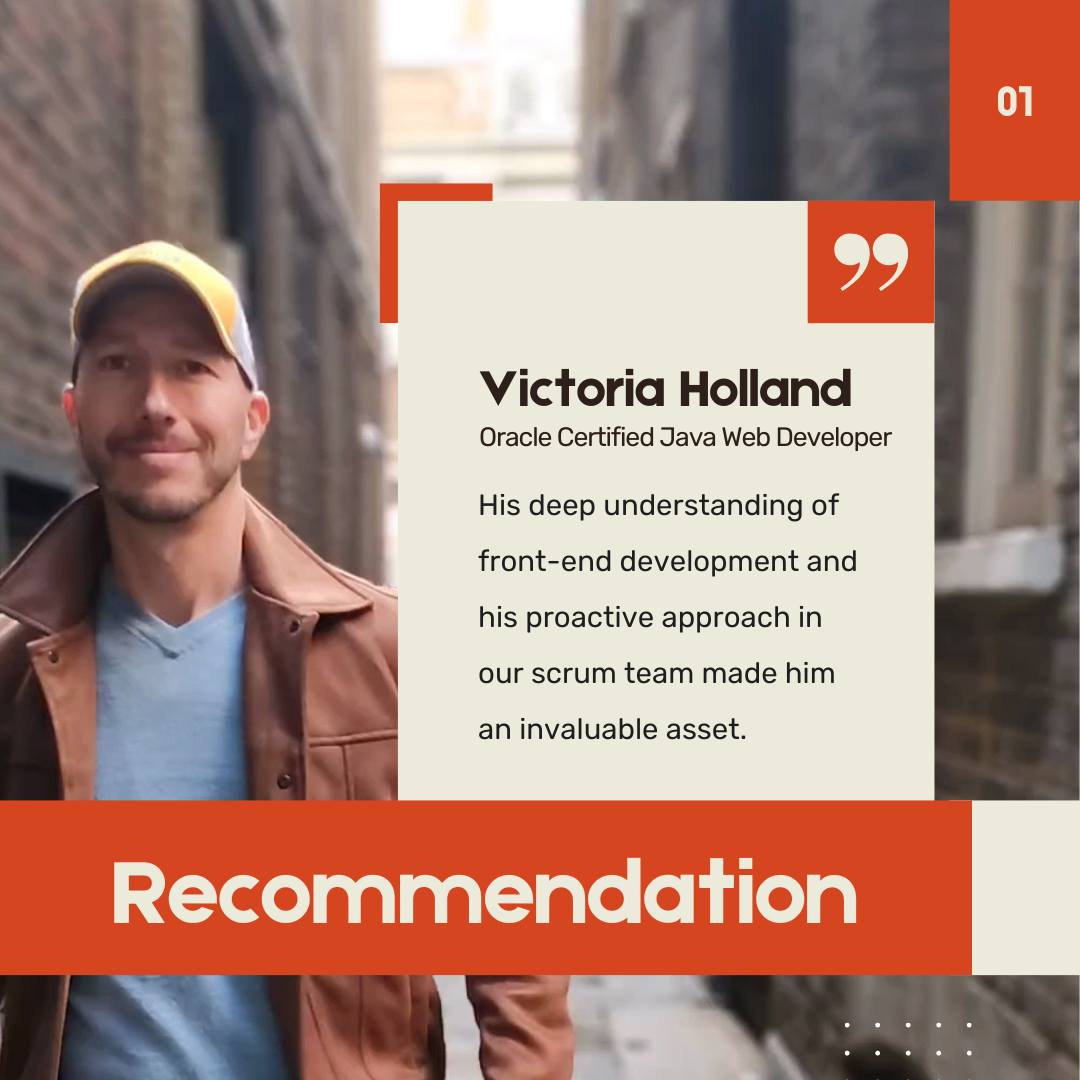 01
”
Victoria Holland
Oracle Certified Java Web Developer
His deep understanding of
front-end development and
his proactive approach in
our scrum team made him
an invaluable asset.
Recommendation